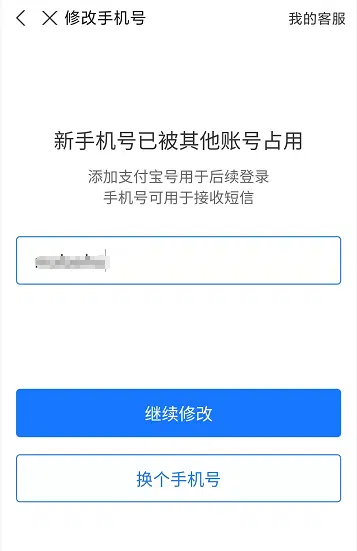 修改手机号
我的客服
新手机号已被其他账号占用
添加支付宝号用于后续登录
手机号可用于接收短信
继续修改
换个手机号